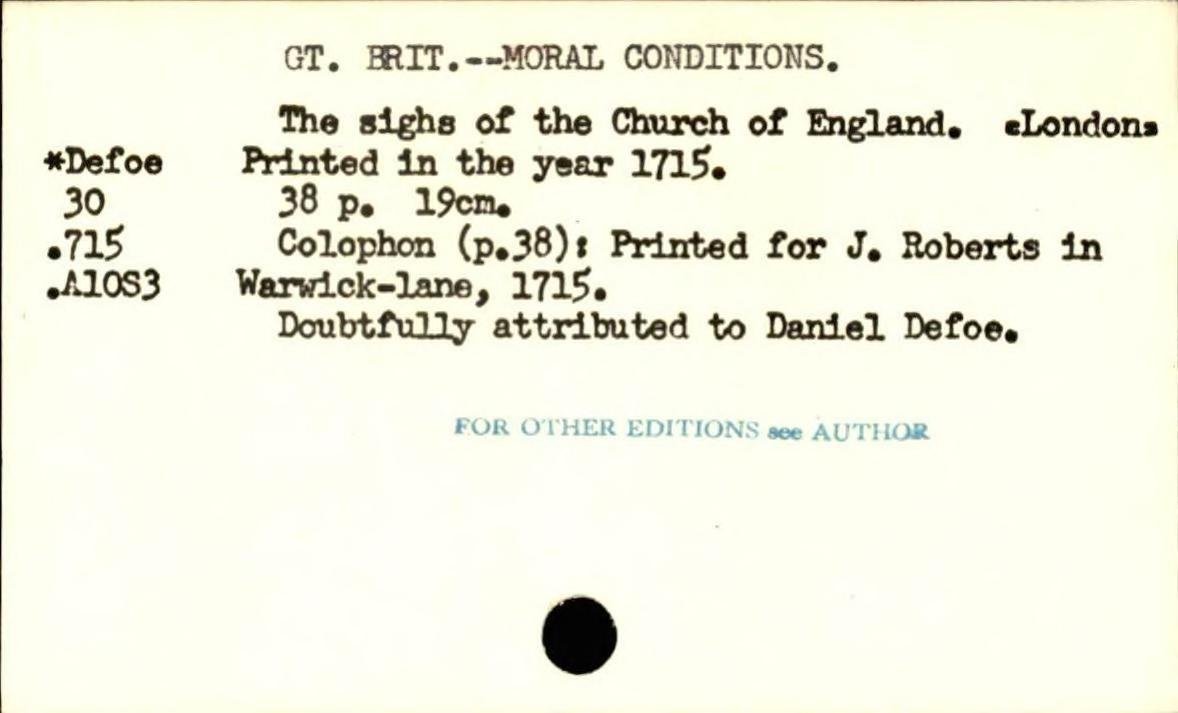 GT. BRIT.--MORAL CONDITIONS.
The sighs of the Church of England. [London]
*Defoe Printed in the year 1715.
30 38 p. 19cm.
.715 Colophon (p.38): Printed for J. Roberts in
.A10S3 Warwick-lane, 1715.
Doubtfully attributed to Daniel Defoe.
FOR OTHER EDITIONS see AUTHOR